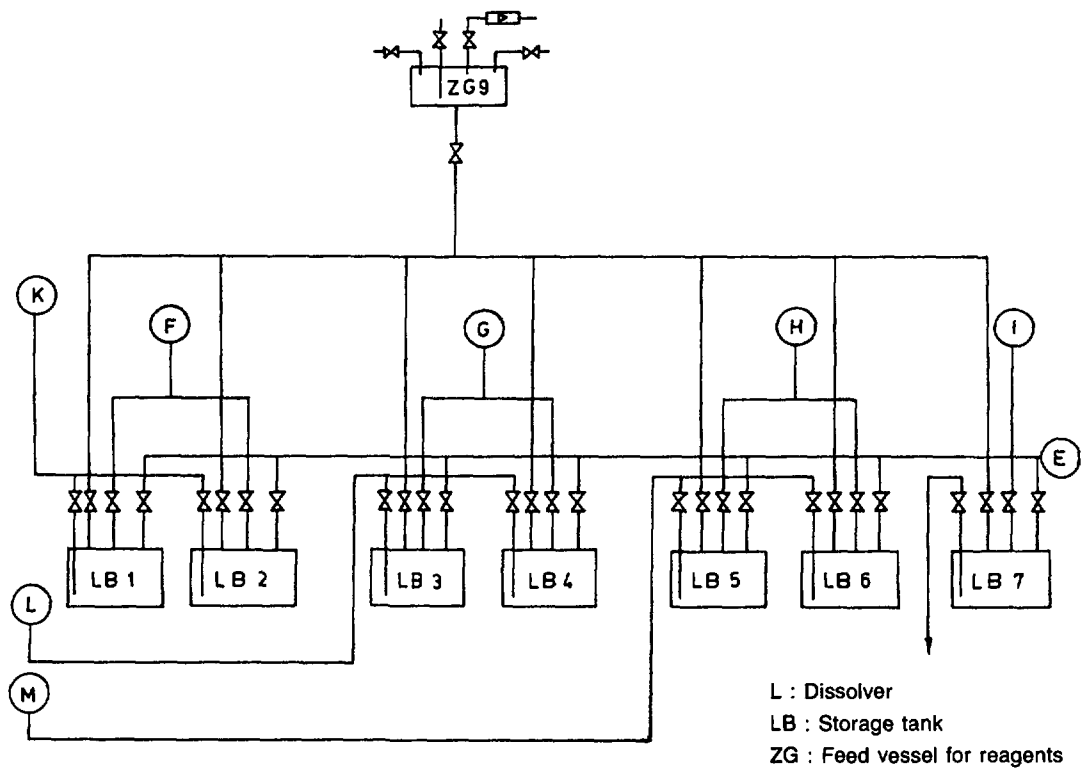 ZG9
K
F
G
H
I
E
LB 1
LB 2
LB 3
LB 4
LB 5
LB 6
LB 7
L
M
L : Dissolver
LB : Storage tank
ZG : Feed vessel for reagents